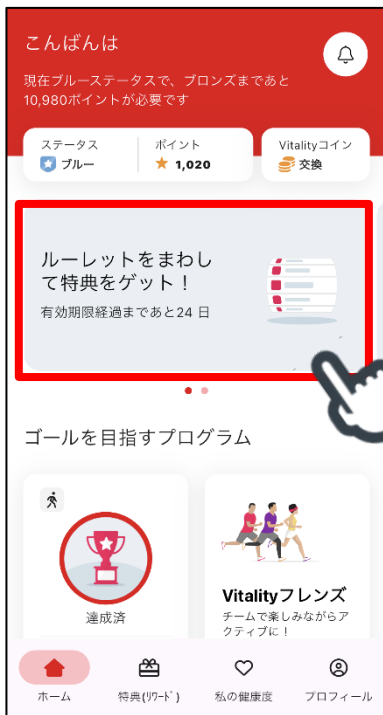 こんばんは
現在ブルーステータスで、ブロンズまであと
10,980ポイントが必要です
ステータス
ブルー
ポイント
1,020
Vitalityコイン
交換
ルーレットをまわし
て特典をゲット！
有効期限経過まであと24 日
ゴールを目指すプログラム
達成済
Vitalityフレンズ
チームで楽しみながらア
クティブに！
ホーム
特典(ﾘﾜｰﾄﾞ)
私の健康度
プロフィール